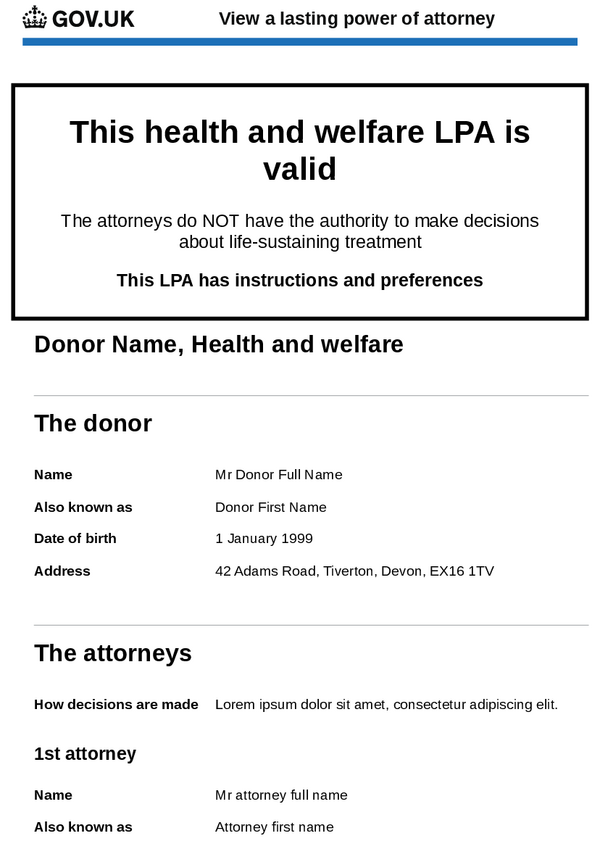 GOV.UK
View a lasting power of attorney
This health and welfare LPA is
valid
The attorneys do NOT have the authority to make decisions
about life-sustaining treatment
This LPA has instructions and preferences
Donor Name, Health and welfare
The donor
Name Mr Donor Full Name
Also known as Donor First Name
Date of birth 1 January 1999
Address 42 Adams Road, Tiverton, Devon, EX16 1TV
The attorneys
How decisions are made Lorem ipsum dolor sit amet, consectetur adipiscing elit.
1st attorney
Name Mr attorney full name
Also known as Attorney first name